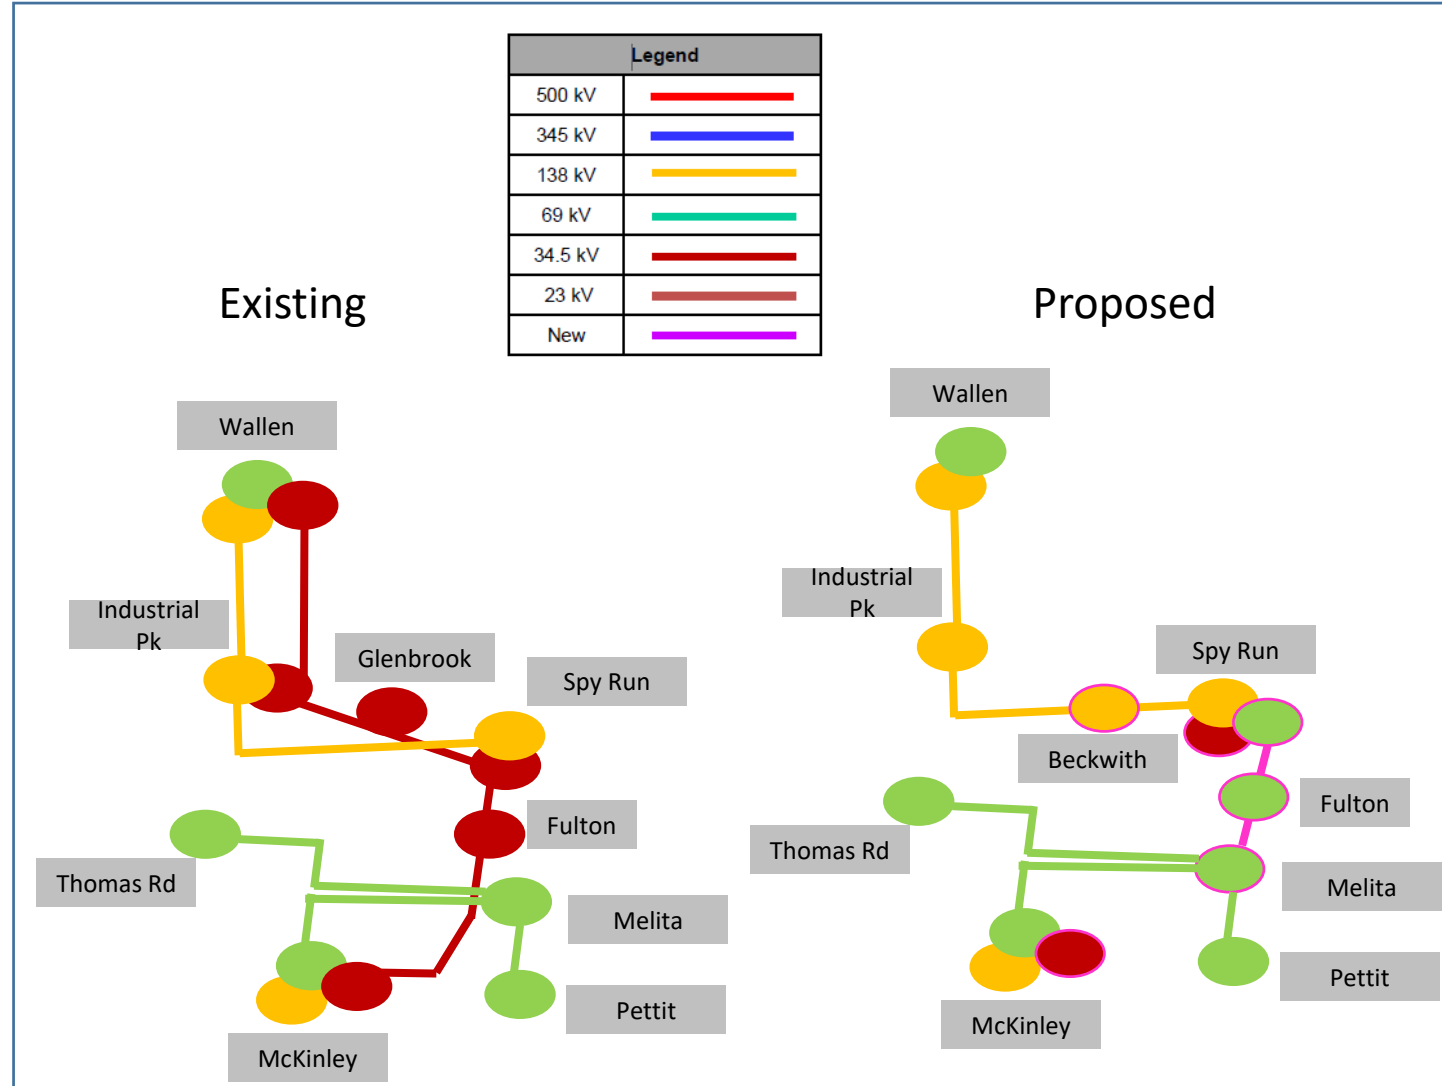 Legend
500 kV
345 kV
138 kV
69 kV
34.5 kV
23 kV
New
Existing
Wallen
Industrial
Pk
Glenbrook
Spy Run
Fulton
Thomas Rd
Melita
Pettit
McKinley
Proposed
Wallen
Industrial
Pk
Spy Run
Beckwith
Fulton
Thomas Rd
Melita
Pettit
McKinley